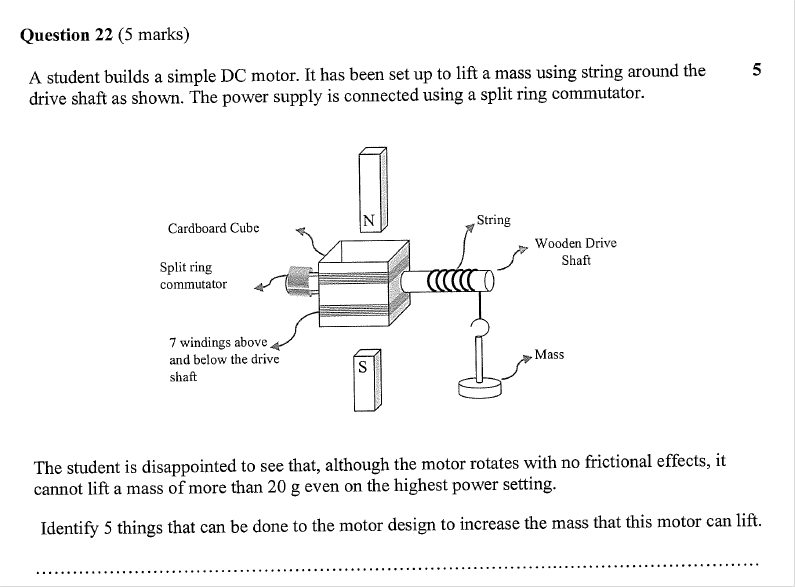 Question 22 (5 marks)
A student builds a simple DC motor. It has been set up to lift a mass using string around the
drive shaft as shown. The power supply is connected using a split ring commutator.
5
N
Cardboard Cube
String
Wooden Drive
Shaft
Split ring
commutator
7 windings above
and below the drive
shaft
S
Mass
The student is disappointed to see that, although the motor rotates with no frictional effects, it
cannot lift a mass of more than 20 g even on the highest power setting.
Identify 5 things that can be done to the motor design to increase the mass that this motor can lift.